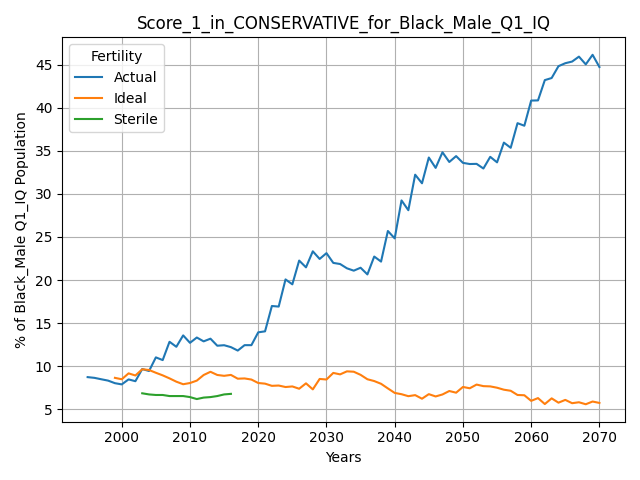 Score_1_in_CONSERVATIVE_for_Black_Male_Q1_IQ
Fertility
Actual
Ideal
Sterile
% of Black_Male Q1_IQ Population
45
40
35
30
25
20
15
10
5
2000
2010
2020
2030
2040
2050
2060
2070
Years